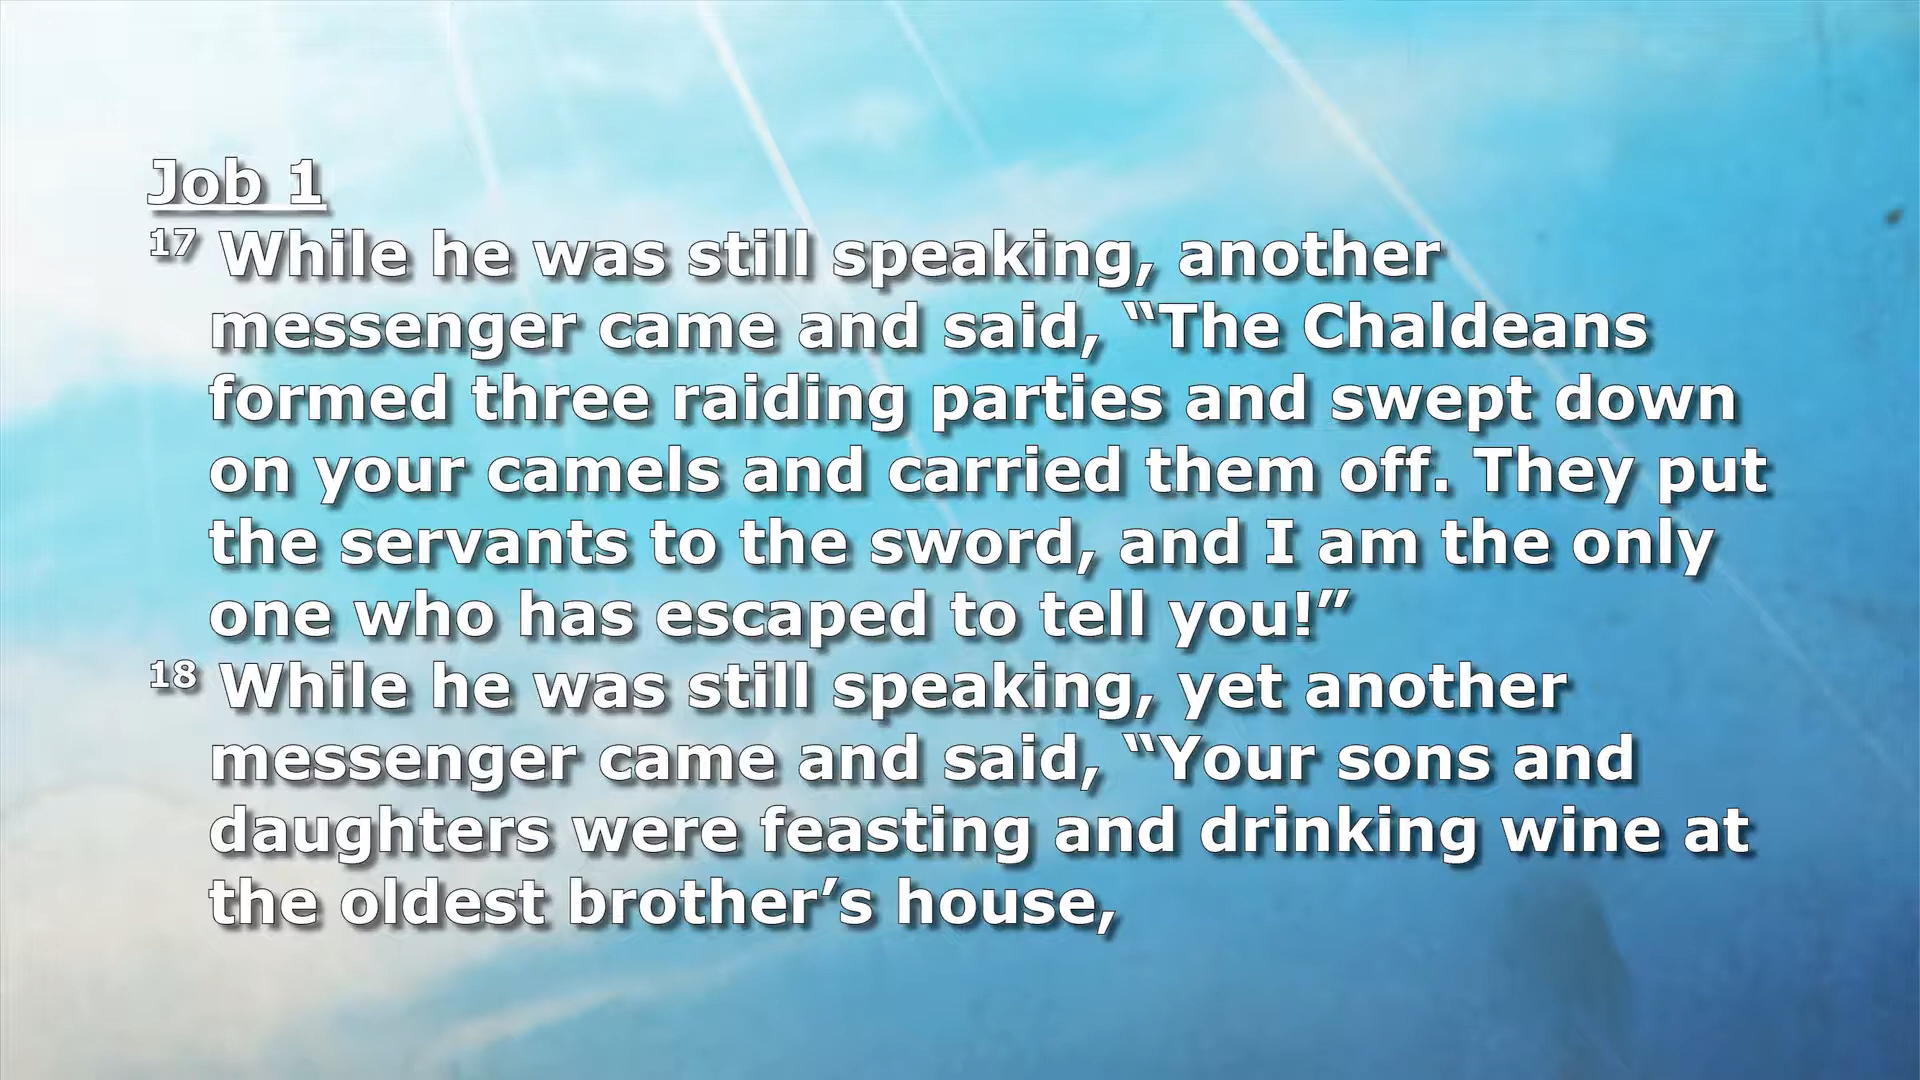 Job 1
17 While he was still speaking, another
messenger came and said, “The Chaldeans
formed three raiding parties and swept down
on your camels and carried them off. They put
the servants to the sword, and I am the only
one who has escaped to tell you!”
18 While he was still speaking, yet another
messenger came and said, “Your sons and
daughters were feasting and drinking wine at
the oldest brother’s house,